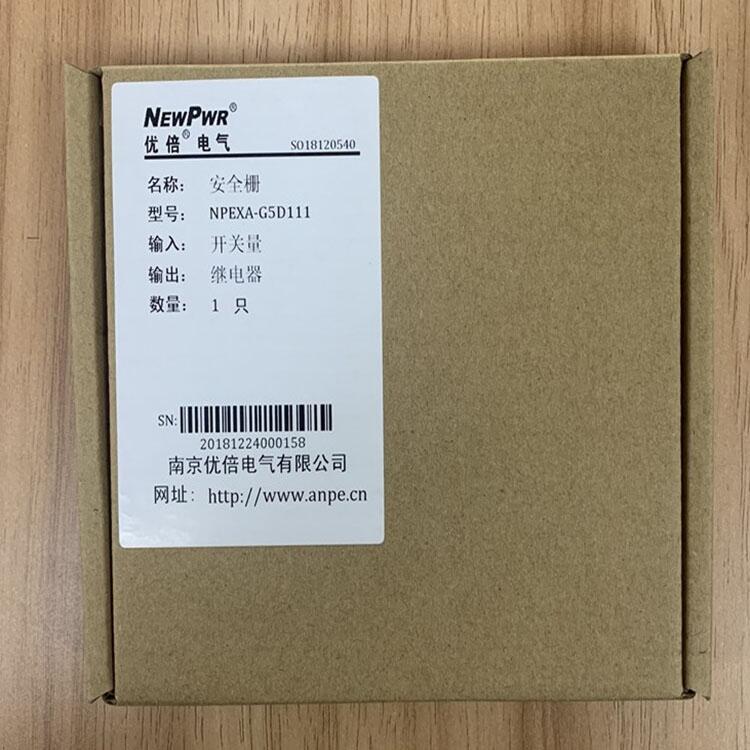 NEWPWR®
优倍®电气 SO18120540
名称： 安全栅
型号： NPEXA-G5D111
输入： 开关量
输出： 继电器
数量： 1 只
SN:
20181224000158
南京优倍电气有限公司
网址： http://www.anpe.cn